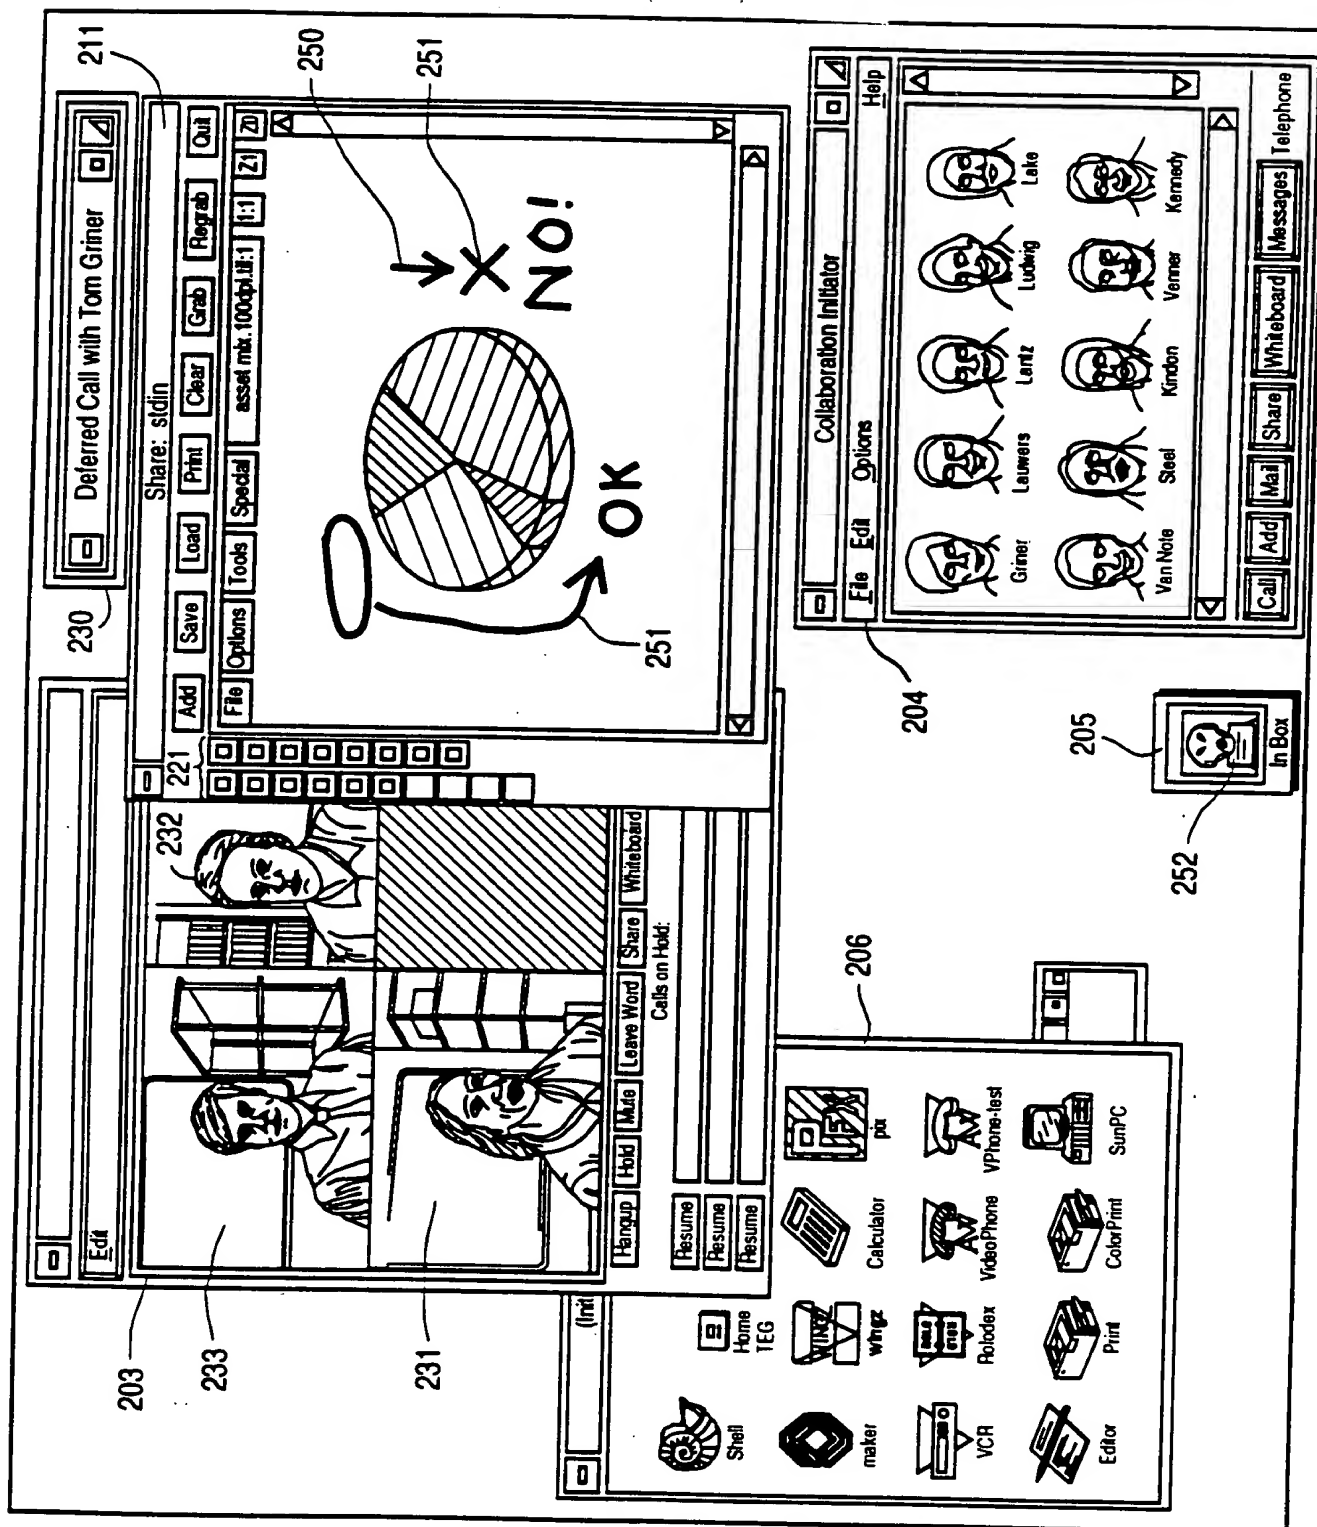 230
Deferred Call with Tom Griner
211
Share: stdin
Add Save Load Print Clear Grab Regrab Quit
File Options Tools Special asset mix.100dpi.tif:1 1:1 Z1 Z0
250
251
NO!
OK
251
221
203
Edit
233
232
231
Hangup Hold Mute Leave Word Share Whiteboard
Calls on Hold:
Resume
Resume
Resume
(Init
206
Shell
Home
TEG
Calculator
pix
maker
WINGZ
wingz
VCR
Rolodex
VideoPhone
VPhone-test
Editor
Print
ColorPrint
SunPC
204
Collaboration Initiator
File Edit Options Help
Griner Lauwers Lantz Ludwig Lake
Van Note Steel Kindon Venner Kennedy
Call Add Mail Share Whiteboard Messages Telephone
205
252
In Box